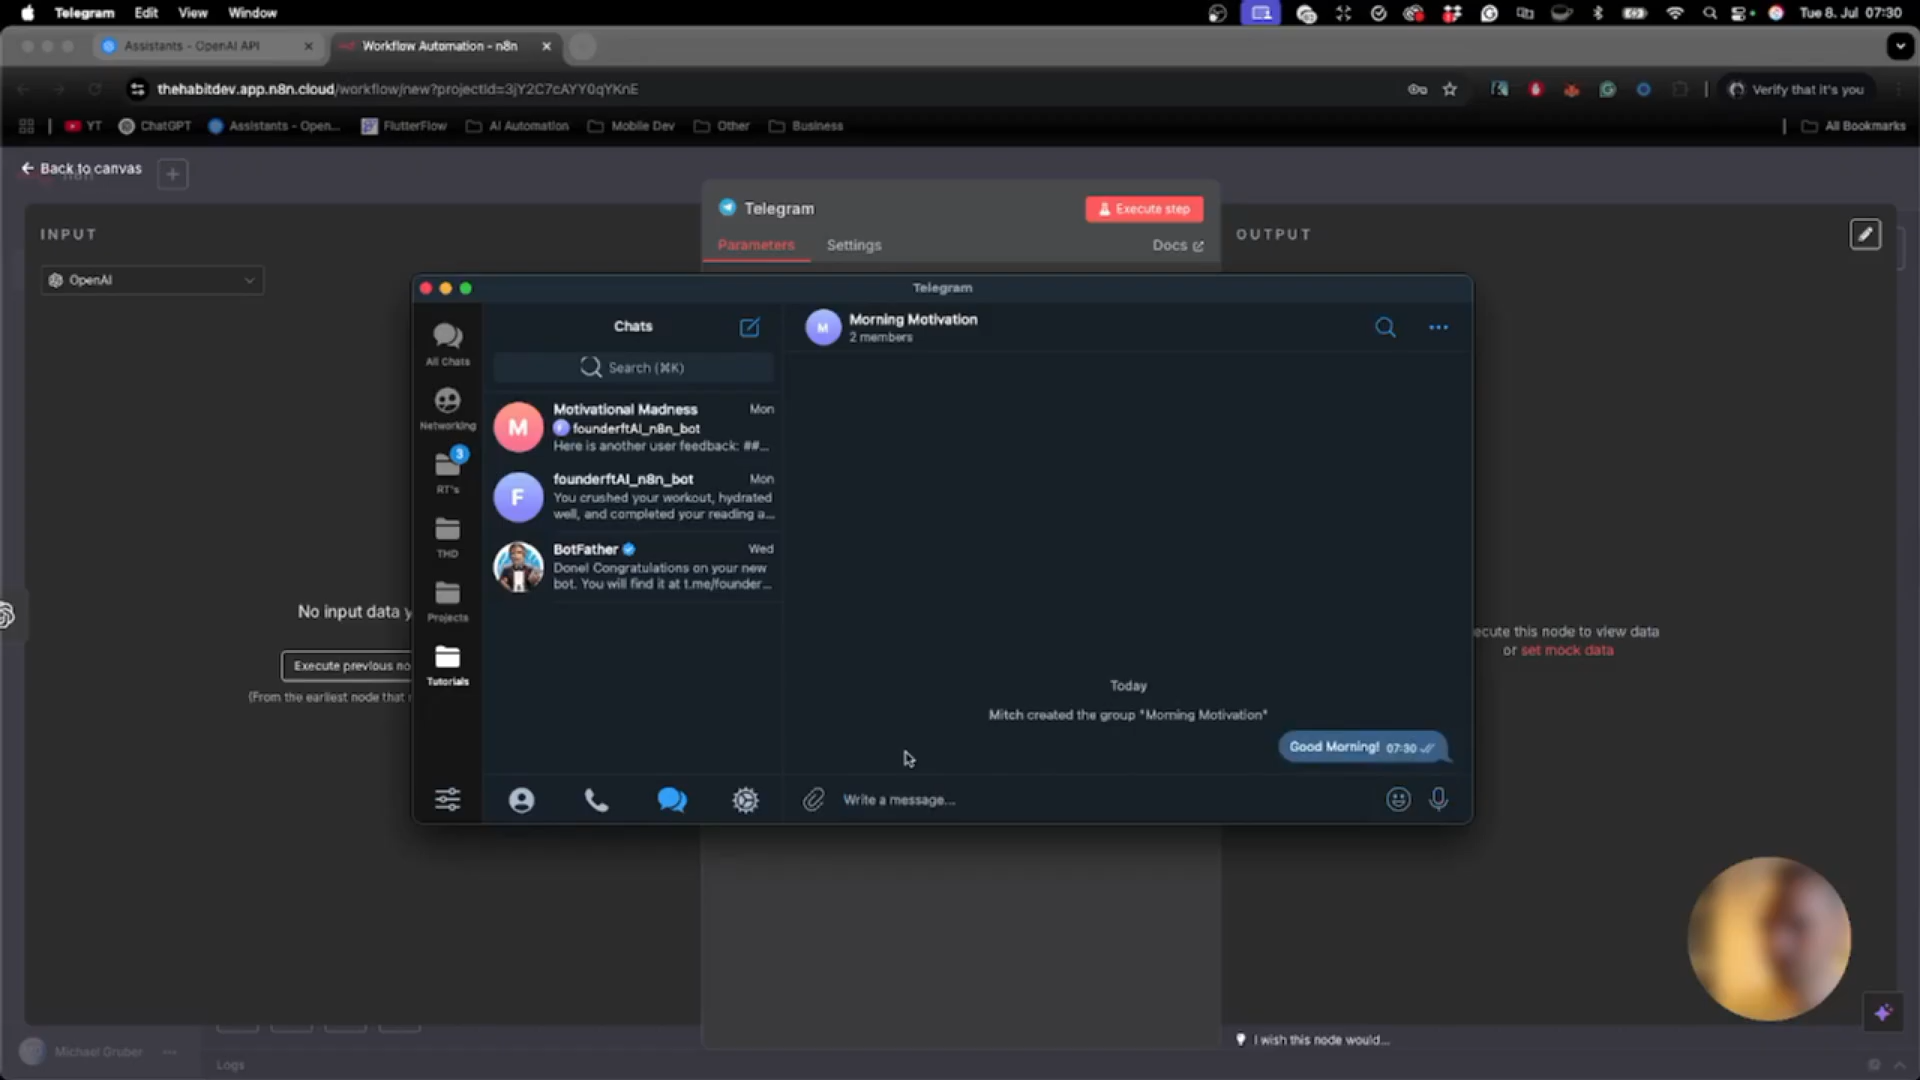 Telegram Edit View Window Tue 8. Jul 07:30
Assistants - OpenAI API
Workflow Automation - n8n
thehabitdev.app.n8n.cloud/workflow/new?projectId=3jY2C7cAYY0qYKnE
Verify that it's you
YT ChatGPT Assistants - Open... FlutterFlow AI Automation Mobile Dev Other Business All Bookmarks
Back to canvas
Telegram
Execute step
INPUT
OUTPUT
Parameters Settings Docs
OpenAI
Telegram
Chats
Search (⌘K)
Morning Motivation
2 members
All Chats
Networking
3
RT's
THD
Projects
Tutorials
M
Motivational Madness Mon
founderftAI_n8n_bot
Here is another user feedback: ##...
F
founderftAI_n8n_bot Mon
You crushed your workout, hydrated
well, and completed your reading a...
BotFather Wed
Done! Congratulations on your new
bot. You will find it at t.me/founder...
M
Today
Mitch created the group "Morning Motivation"
Good Morning! 07:30
Write a message...
No input data y
Execute previous no
(From the earliest node that
ecute this node to view data
or set mock data
I wish this node would...
Michael Gruber
Logs